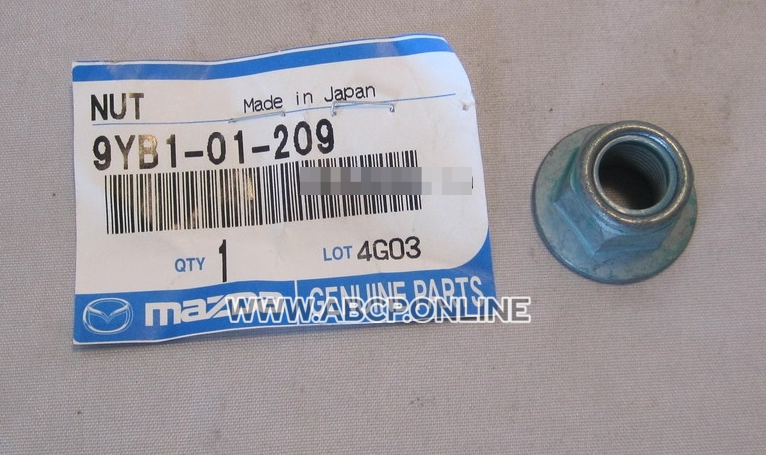 NUT Made in Japan
9YB1-01-209
QTY 1 LOT 4G03
mazda GENUINE PARTS
WWW.ABCP.ONLINE